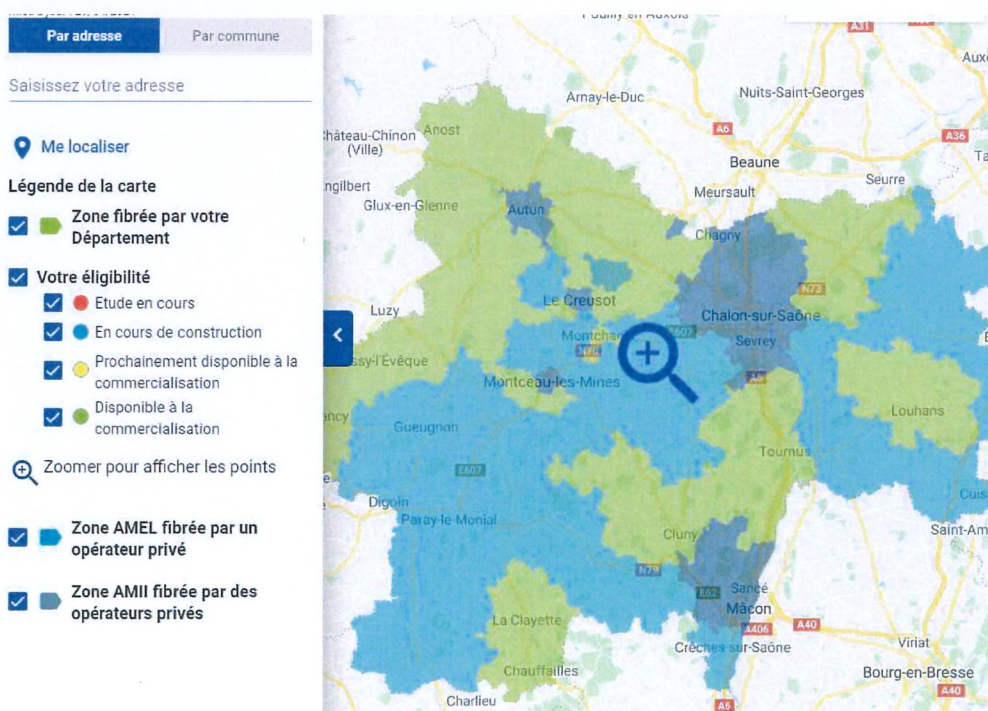 Par adresse
Par commune
Saisissez votre adresse
Me localiser
Légende de la carte
Zone fibrée par votre
Département
Votre éligibilité
Etude en cours
En cours de construction
Prochainement disponible à la
commercialisation
Disponible à la
commercialisation
Zoomer pour afficher les points
Zone AMEL fibrée par un
opérateur privé
Zone AMII fibrée par des
opérateurs privés
A31
Arnay-le-Duc
Nuits-Saint-Georges
Château-Chinon
(Ville)
Anost
A6
A36
Beaune
Seurre
Meursault
Glux-en-Glenne
Autun
Chagny
N73
Luzy
Le Creusot
Chalon-sur-Saône
N70
Sevrey
A6
Montceau-les-Mines
Louhans
Gueugnon
Tournus
E607
Digoin
Paray-le-Monial
Cluny
N79
E62
Sancé
Mâcon
La Clayette
A406
A40
Crêches-sur-Saône
Viriat
Chauffailles
Bourg-en-Bresse
A40
Charlieu
A6